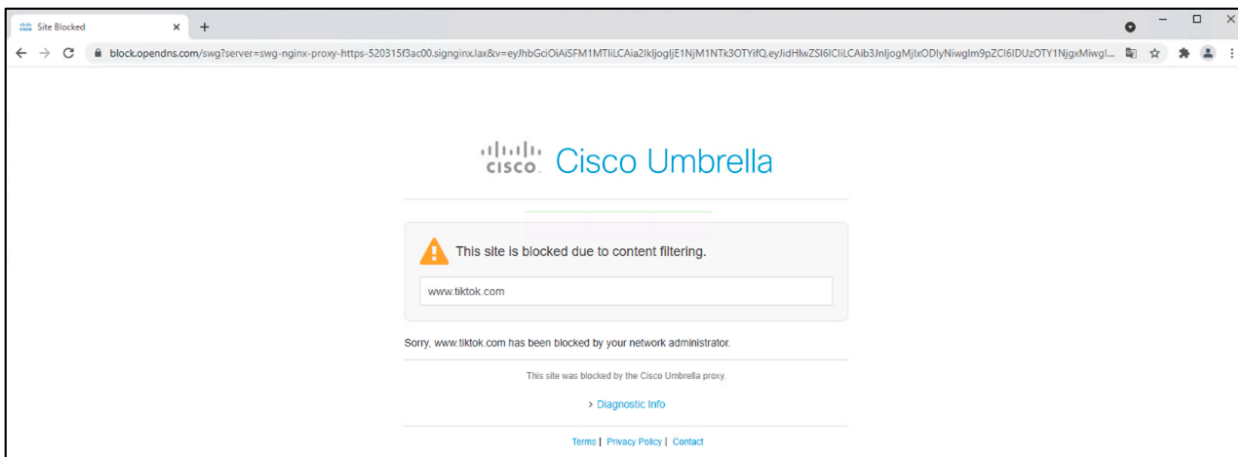 Site Blocked
block.opendns.com/swg?server=swg-nginx-proxy-https-520315f3ac00.signginx.lax&v=
CISCO. Cisco Umbrella
This site is blocked due to content filtering.
www.tiktok.com
Sorry, www.tiktok.com has been blocked by your network administrator.
This site was blocked by the Cisco Umbrella proxy.
> Diagnostic Info
Terms | Privacy Policy | Contact